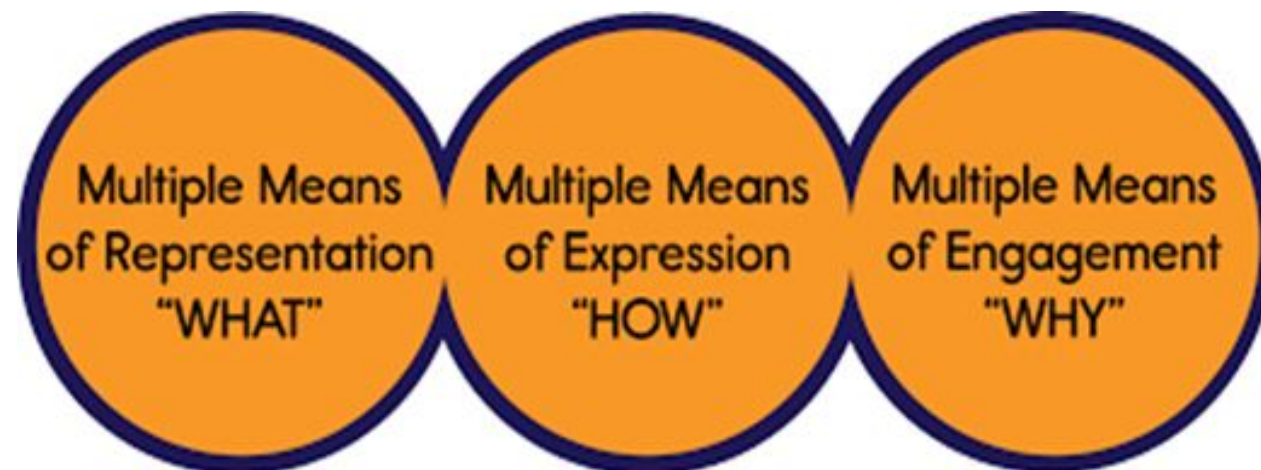 Multiple Means
of Representation
“WHAT”
Multiple Means
of Expression
“HOW”
Multiple Means
of Engagement
“WHY”